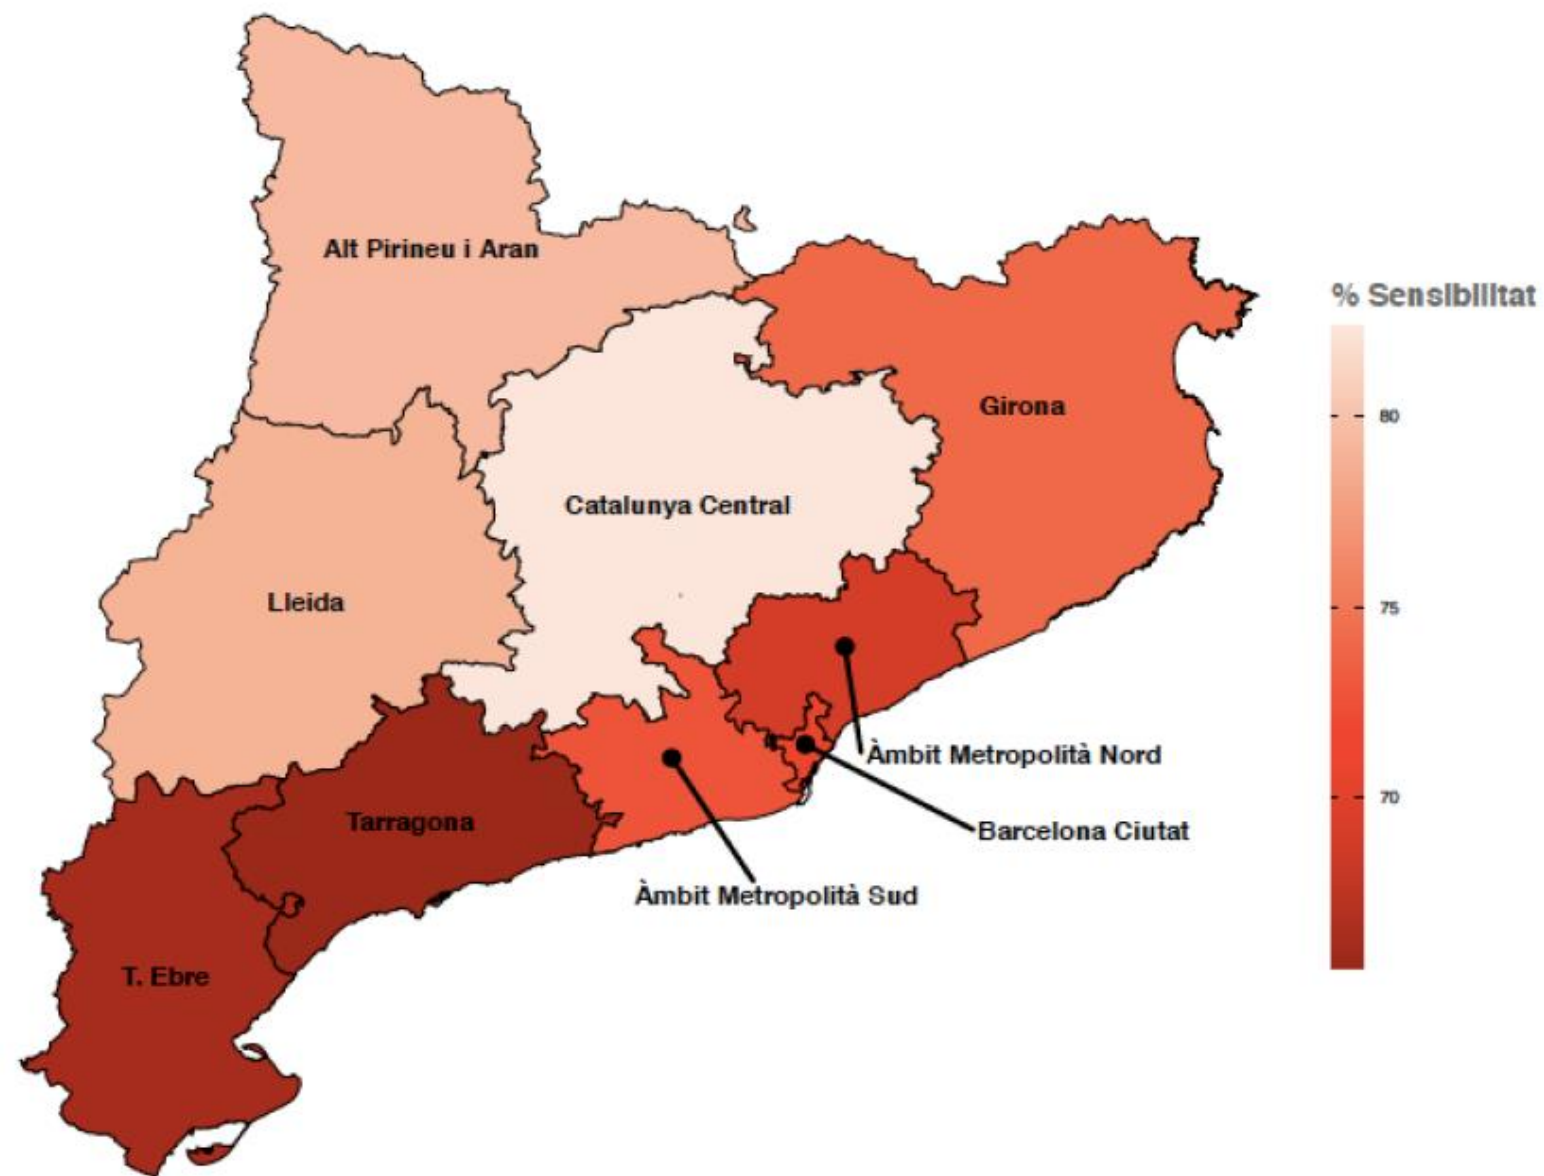 Alt Pirineu i Aran
% Sensibilitat
80
Girona
Catalunya Central
Lleida
75
Àmbit Metropolità Nord
70
Tarragona
Barcelona Ciutat
Àmbit Metropolità Sud
T. Ebre